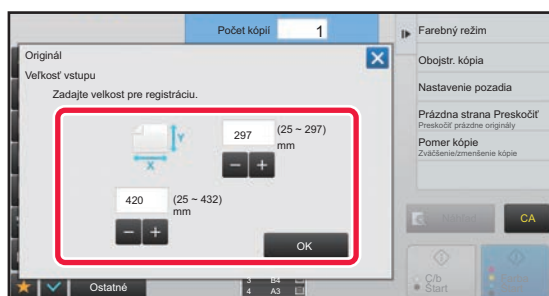 Počet kópií 1
Originál
Veľkosť vstupu
Zadajte velkost pre registráciu.
Y
X
297 (25 ~ 297)
mm
420 (25 ~ 432)
mm
OK
Farebný režim
Obojstr. kópia
Nastavenie pozadia
Prázdna strana Preskočiť
Preskočiť prázdne originály
Pomer kópie
Zväčšenie/zmenšenie kópie
CA
C/b
Štart
Ostatné
3 B4
4 A3